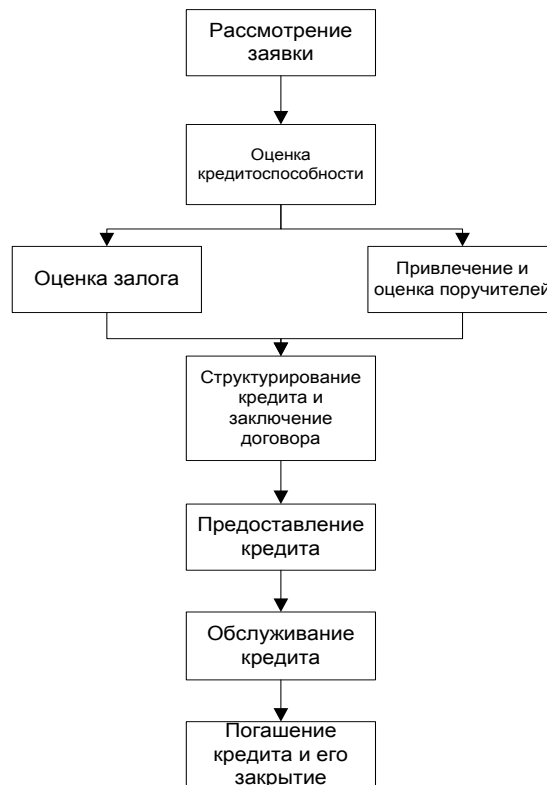 Рассмотрение
заявки
Оценка
кредитоспособности
Оценка залога
Привлечение и
оценка поручителей
Структурирование
кредита и
заключение
договора
Предоставление
кредита
Обслуживание
кредита
Погашение
кредита и его
закрытие